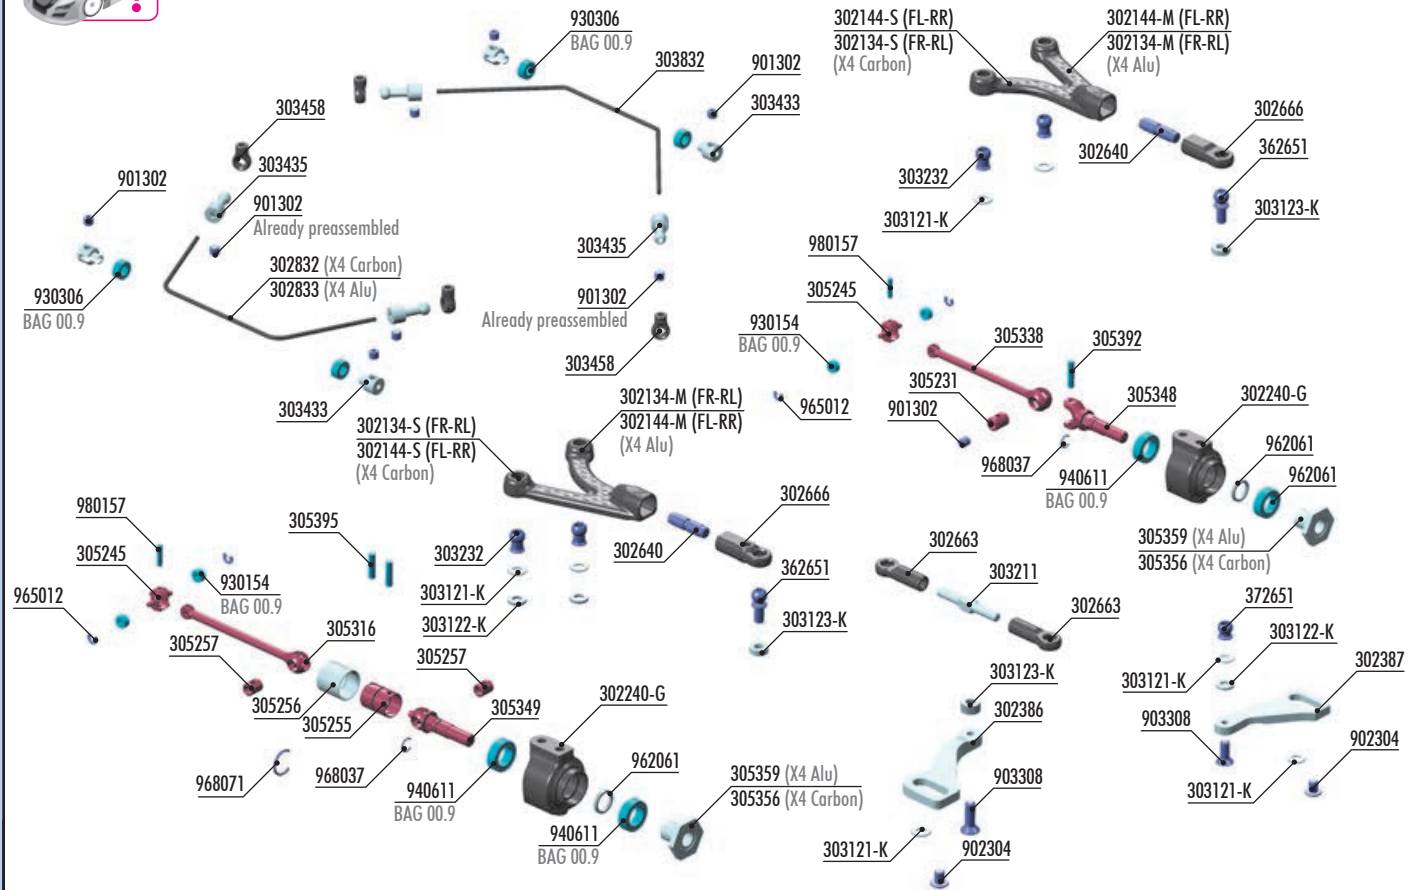 930306
BAG 00.9
303832
901302
303433
303458
303435
901302
901302
Already preassembled
302832 (X4 Carbon)
302833 (X4 Alu)
930306
BAG 00.9
303435
901302
Already preassembled
303458
303433
302144-S (FL-RR)
302134-S (FR-RL)
(X4 Carbon)
302144-M (FL-RR)
302134-M (FR-RL)
(X4 Alu)
302666
302640
362651
303232
303121-K
303123-K
980157
305245
930154
BAG 00.9
305338
305392
965012
305231
901302
305348
302240-G
968037
940611
BAG 00.9
962061
962061
305359 (X4 Alu)
305356 (X4 Carbon)
302134-S (FR-RL)
302144-S (FL-RR)
(X4 Carbon)
302134-M (FR-RL)
302144-M (FL-RR)
(X4 Alu)
302666
303232
302640
362651
303121-K
303122-K
303123-K
980157
305395
305245
930154
BAG 00.9
965012
305257
305316
305257
305256
305255
305349
302240-G
968071
968037
940611
BAG 00.9
962061
940611
BAG 00.9
305359 (X4 Alu)
305356 (X4 Carbon)
302663
303211
302663
303123-K
302386
903308
303121-K
902304
372651
303122-K
303121-K
302387
903308
902304
303121-K